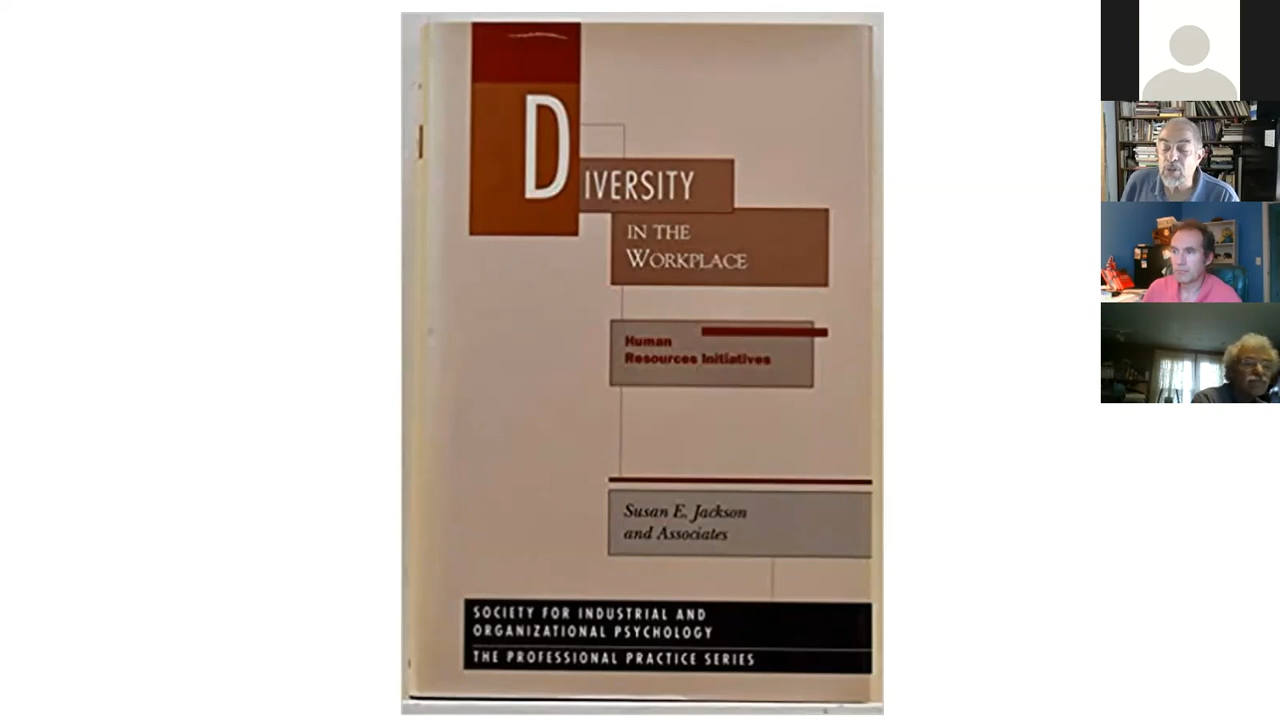 DIVERSITY
IN THE
WORKPLACE
Human
Resources Initiatives
Susan E. Jackson
and Associates
SOCIETY FOR INDUSTRIAL AND
ORGANIZATIONAL PSYCHOLOGY
THE PROFESSIONAL PRACTICE SERIES